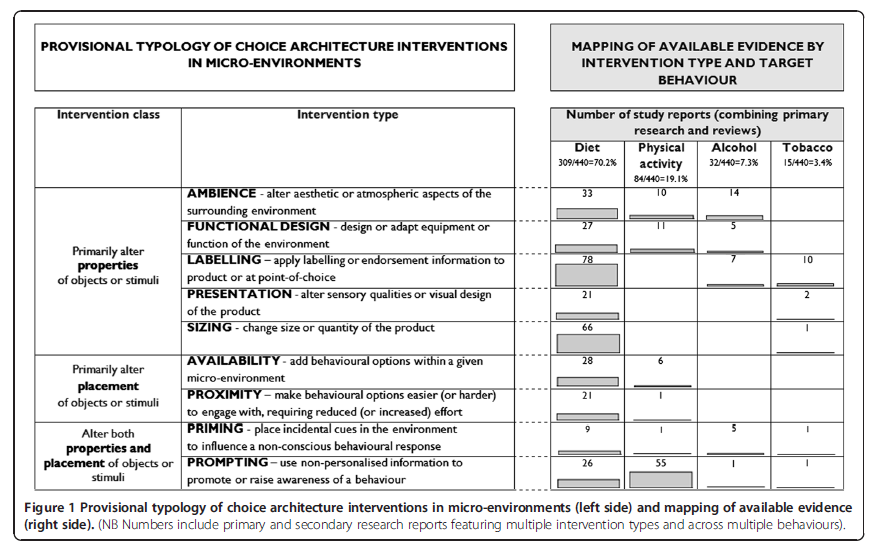 PROVISIONAL TYPOLOGY OF CHOICE ARCHITECTURE INTERVENTIONS
IN MICRO-ENVIRONMENTS
MAPPING OF AVAILABLE EVIDENCE BY
INTERVENTION TYPE AND TARGET
BEHAVIOUR
Intervention class
Intervention type
Number of study reports (combining primary
research and reviews)
Diet
309/440=70.2%
Physical
activity
84/440=19.1%
Alcohol
32/440=7.3%
Tobacco
15/440=3.4%
Primarily alter
properties
of objects or stimuli
AMBIENCE - alter aesthetic or atmospheric aspects of the
surrounding environment
33 10 14
FUNCTIONAL DESIGN - design or adapt equipment or
function of the environment
27 11 5
LABELLING – apply labelling or endorsement information to
product or at point-of-choice
78 7 10
PRESENTATION - alter sensory qualities or visual design
of the product
21 2
SIZING - change size or quantity of the product
66 1
Primarily alter
placement
of objects or stimuli
AVAILABILITY - add behavioural options within a given
micro-environment
28 6
PROXIMITY – make behavioural options easier (or harder)
to engage with, requiring reduced (or increased) effort
21 1
Alter both
properties and
placement of objects or
stimuli
PRIMING - place incidental cues in the environment
to influence a non-conscious behavioural response
9 1 5 1
PROMPTING – use non-personalised information to
promote or raise awareness of a behaviour
26 55 1 1
Figure 1 Provisional typology of choice architecture interventions in micro-environments (left side) and mapping of available evidence
(right side). (NB Numbers include primary and secondary research reports featuring multiple intervention types and across multiple behaviours).